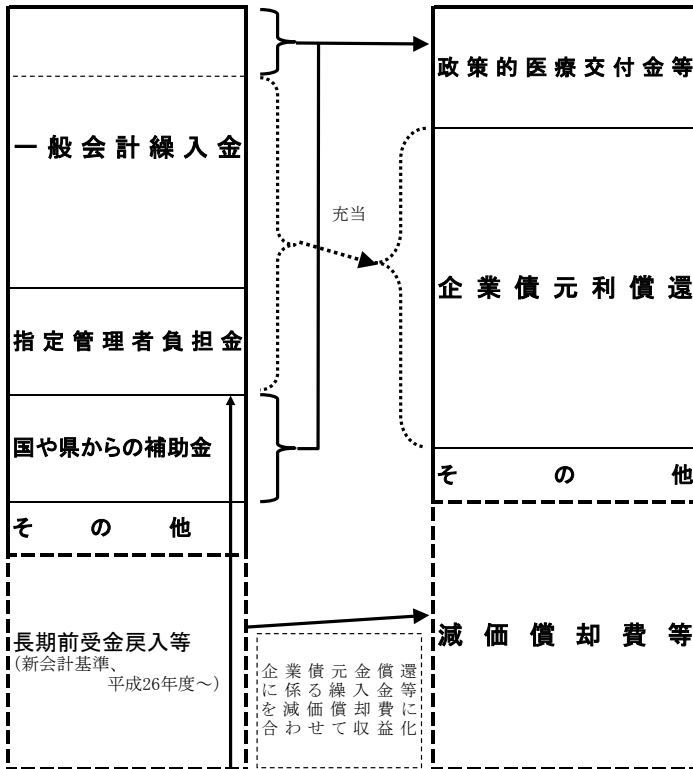 一般会計繰入金
指定管理者負担金
国や県からの補助金
その他
長期前受金戻入等
(新会計基準、
平成26年度～)
充当
企業債元金償還
に係る繰入金等
を減価償却費に
合わせて収益化
政策的医療交付金等
企業債元利償還
その他
減価償却費等